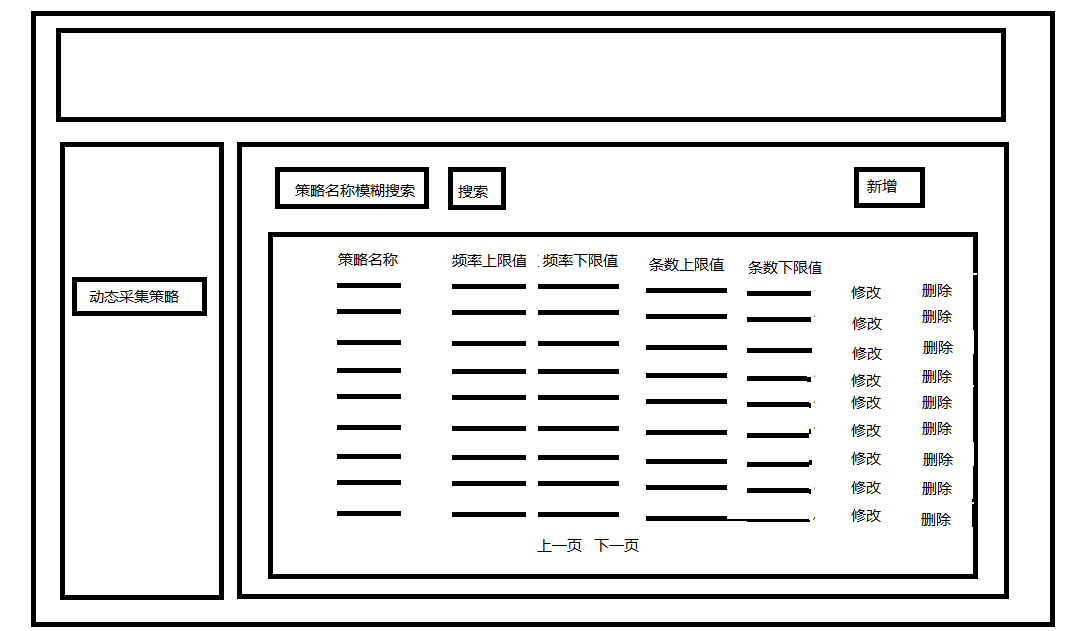 策略名称模糊搜索 搜索 新增
动态采集策略
策略名称 频率上限值 频率下限值 条数上限值 条数下限值
修改 删除
修改 删除
修改 删除
修改 删除
修改 删除
修改 删除
修改 删除
修改 删除
修改 删除
上一页 下一页